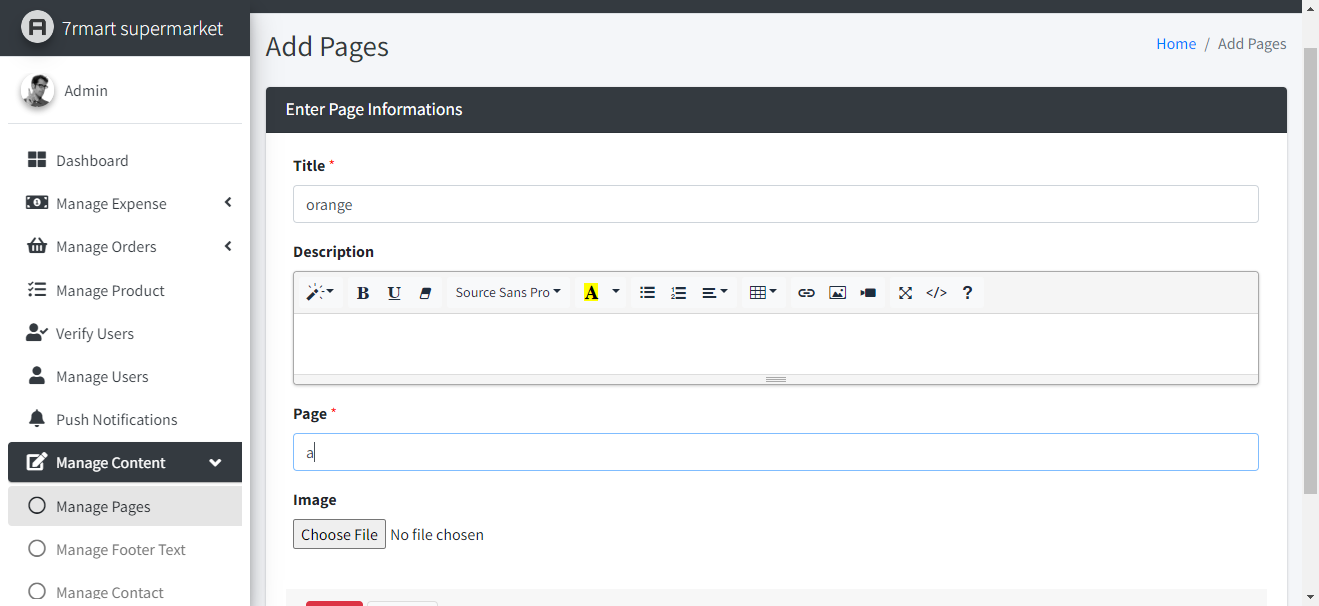 7rmart supermarket
Admin
Dashboard
Manage Expense
Manage Orders
Manage Product
Verify Users
Manage Users
Push Notifications
Manage Content
Manage Pages
Manage Footer Text
Manage Contact
Add Pages
Home / Add Pages
Enter Page Informations
Title *
orange
Description
B U Source Sans Pro A </> ?
Page *
a
Image
Choose File No file chosen